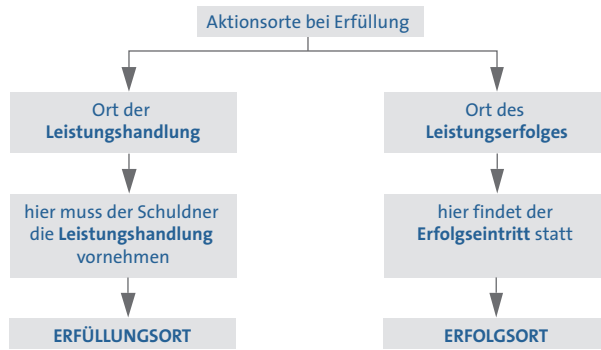 Aktionsorte bei Erfüllung
Ort der
Leistungshandlung
Ort des
Leistungserfolges
hier muss der Schuldner
die Leistungshandlung
vornehmen
hier findet der
Erfolgseintritt statt
ERFÜLLUNGSORT
ERFOLGSORT